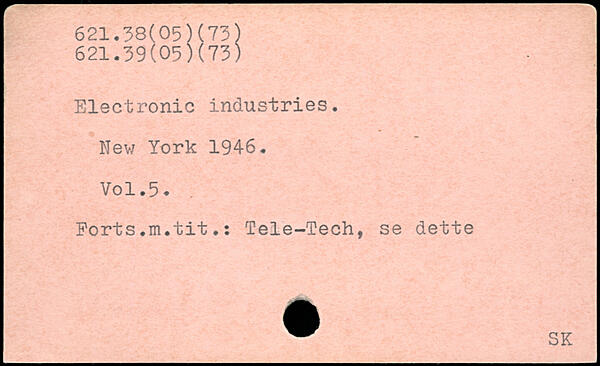 621.38(05)(73)
621.39(05)(73)
Electronic industries.
New York 1946.
Vol.5.
Forts.m.tit.: Tele-Tech, se dette
SK